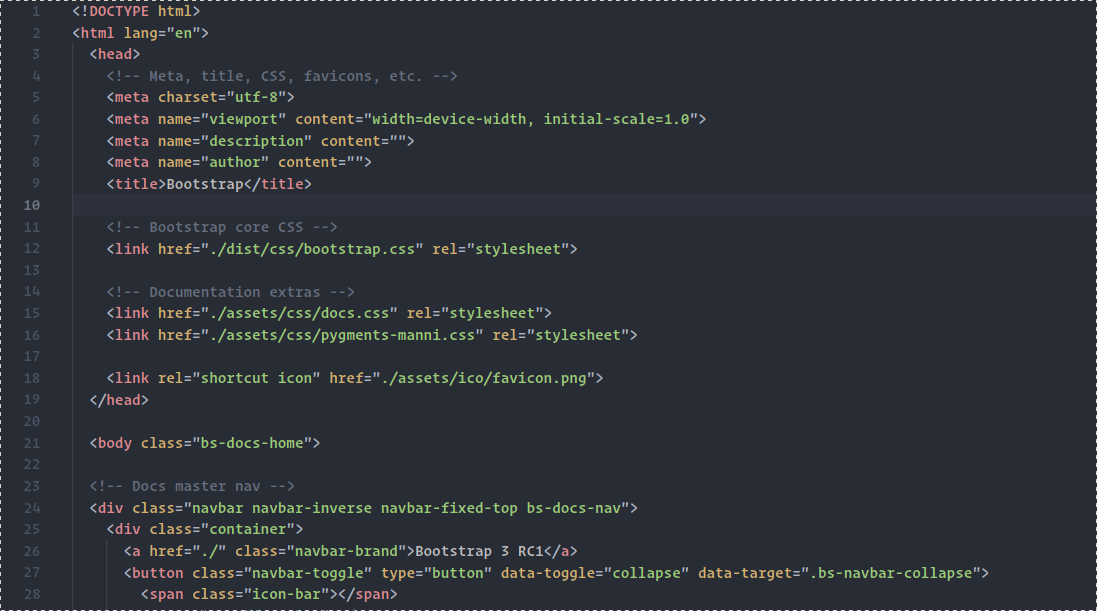 1 <!DOCTYPE html>
2 <html lang="en">
3   <head>
4     <!-- Meta, title, CSS, favicons, etc. -->
5     <meta charset="utf-8">
6     <meta name="viewport" content="width=device-width, initial-scale=1.0">
7     <meta name="description" content="">
8     <meta name="author" content="">
9     <title>Bootstrap</title>
10
11     <!-- Bootstrap core CSS -->
12     <link href="./dist/css/bootstrap.css" rel="stylesheet">
13
14     <!-- Documentation extras -->
15     <link href="./assets/css/docs.css" rel="stylesheet">
16     <link href="./assets/css/pygments-manni.css" rel="stylesheet">
17
18     <link rel="shortcut icon" href="./assets/ico/favicon.png">
19   </head>
20
21   <body class="bs-docs-home">
22
23   <!-- Docs master nav -->
24   <div class="navbar navbar-inverse navbar-fixed-top bs-docs-nav">
25     <div class="container">
26       <a href="./" class="navbar-brand">Bootstrap 3 RC1</a>
27       <button class="navbar-toggle" type="button" data-toggle="collapse" data-target=".bs-navbar-collapse">
28         <span class="icon-bar"></span>